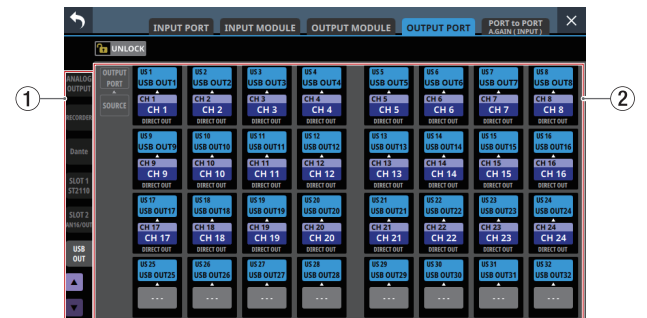 INPUT PORT INPUT MODULE OUTPUT MODULE OUTPUT PORT PORT to PORT
A.GAIN ( INPUT )
UNLOCK
ANALOG
OUTPUT
RECORDER
Dante
SLOT 1
ST2110
SLOT 2
AN16/OUT
USB
OUT
1
2
OUTPUT
PORT
SOURCE
US 1 US 2 US 3 US 4 US 5 US 6 US 7 US 8
USB OUT1 USB OUT2 USB OUT3 USB OUT4 USB OUT5 USB OUT6 USB OUT7 USB OUT8
CH 1 CH 2 CH 3 CH 4 CH 5 CH 6 CH 7 CH 8
CH 1 CH 2 CH 3 CH 4 CH 5 CH 6 CH 7 CH 8
DIRECT OUT DIRECT OUT DIRECT OUT DIRECT OUT DIRECT OUT DIRECT OUT DIRECT OUT DIRECT OUT
US 9 US 10 US 11 US 12 US 13 US 14 US 15 US 16
USB OUT9 USB OUT10 USB OUT11 USB OUT12 USB OUT13 USB OUT14 USB OUT15 USB OUT16
CH 9 CH 10 CH 11 CH 12 CH 13 CH 14 CH 15 CH 16
CH 9 CH 10 CH 11 CH 12 CH 13 CH 14 CH 15 CH 16
DIRECT OUT DIRECT OUT DIRECT OUT DIRECT OUT DIRECT OUT DIRECT OUT DIRECT OUT DIRECT OUT
US 17 US 18 US 19 US 20 US 21 US 22 US 23 US 24
USB OUT17 USB OUT18 USB OUT19 USB OUT20 USB OUT21 USB OUT22 USB OUT23 USB OUT24
CH 17 CH 18 CH 19 CH 20 CH 21 CH 22 CH 23 CH 24
CH 17 CH 18 CH 19 CH 20 CH 21 CH 22 CH 23 CH 24
DIRECT OUT DIRECT OUT DIRECT OUT DIRECT OUT DIRECT OUT DIRECT OUT DIRECT OUT DIRECT OUT
US 25 US 26 US 27 US 28 US 29 US 30 US 31 US 32
USB OUT25 USB OUT26 USB OUT27 USB OUT28 USB OUT29 USB OUT30 USB OUT31 USB OUT32
--- --- --- --- --- --- --- ---